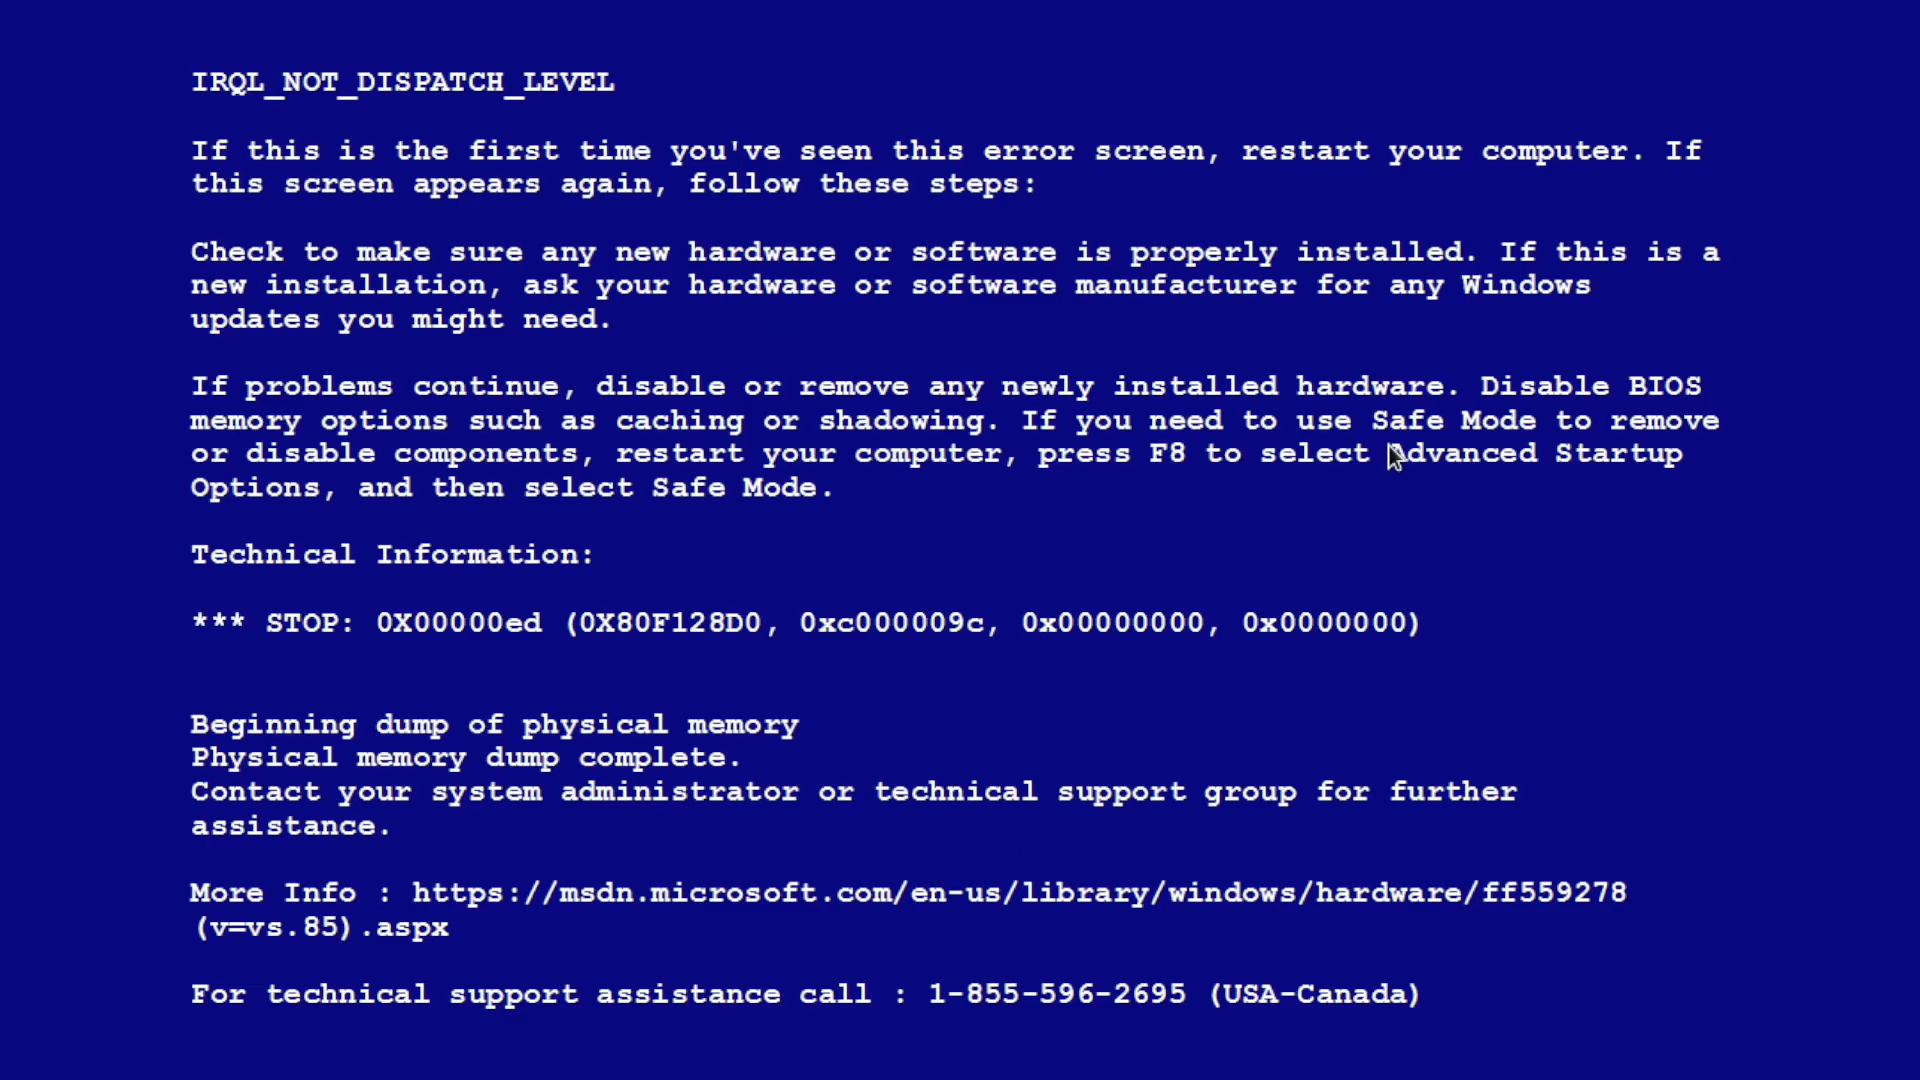 IRQL_NOT_DISPATCH_LEVEL
If this is the first time you've seen this error screen, restart your computer. If
this screen appears again, follow these steps:
Check to make sure any new hardware or software is properly installed. If this is a
new installation, ask your hardware or software manufacturer for any Windows
updates you might need.
If problems continue, disable or remove any newly installed hardware. Disable BIOS
memory options such as caching or shadowing. If you need to use Safe Mode to remove
or disable components, restart your computer, press F8 to select Advanced Startup
Options, and then select Safe Mode.
Technical Information:
*** STOP: 0X00000ed (0X80F128D0, 0xc000009c, 0x00000000, 0x0000000)
Beginning dump of physical memory
Physical memory dump complete.
Contact your system administrator or technical support group for further
assistance.
More Info : https://msdn.microsoft.com/en-us/library/windows/hardware/ff559278
(v=vs.85).aspx
For technical support assistance call : 1-855-596-2695 (USA-Canada)